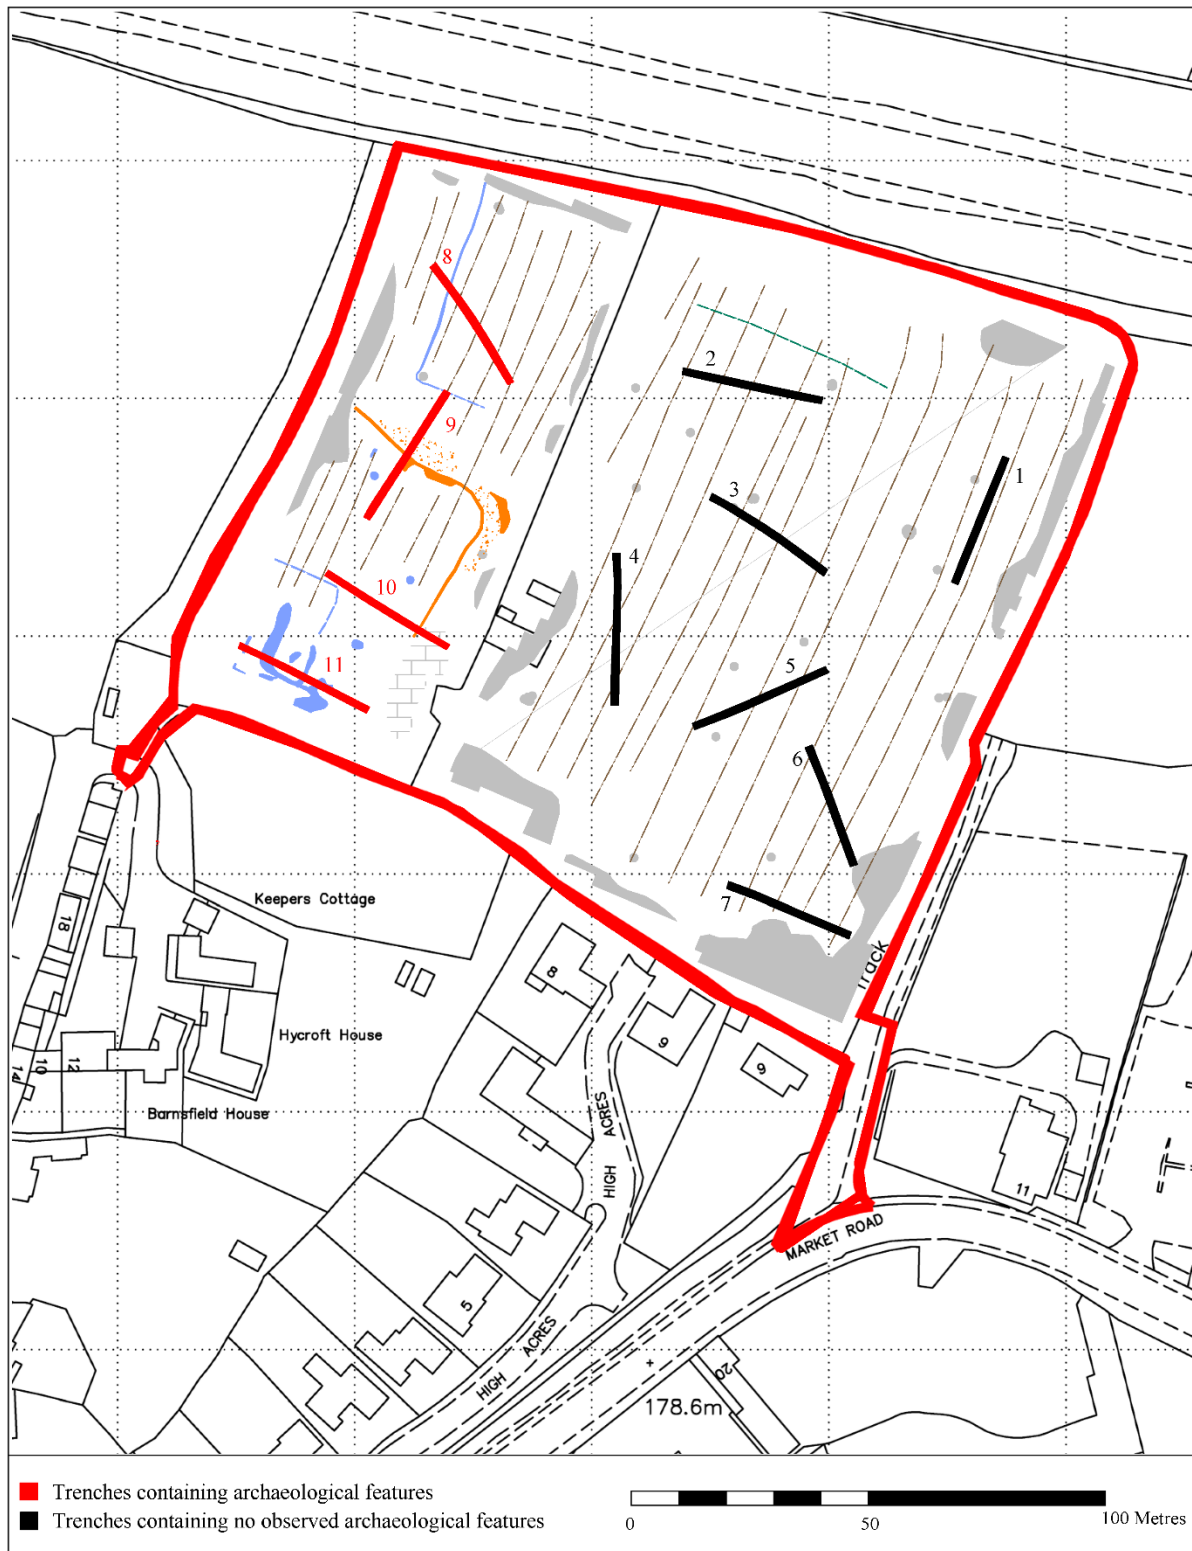 8
2
9
1
3
4
10
5
11
6
7
Keepers Cottage
18
Track
8
9
9
Hycroft House
14
10
12
Barnsfield House
HIGH ACRES
11
MARKET ROAD
5
HIGH ACRES
20
178.6m
Trenches containing archaeological features
Trenches containing no observed archaeological features
0
50
100 Metres